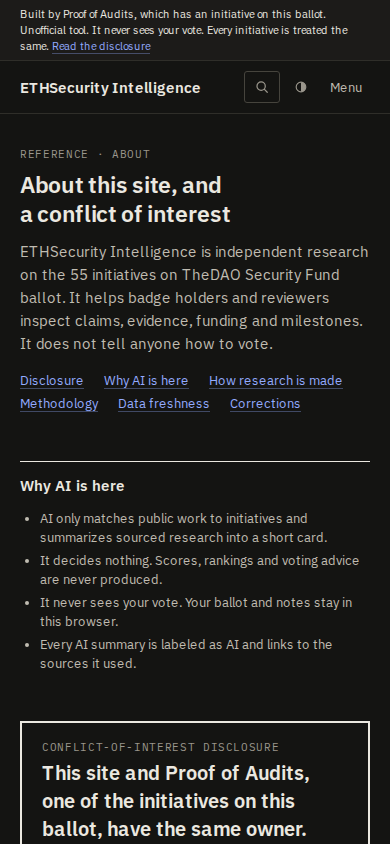 Built by Proof of Audits, which has an initiative on this ballot.
Unofficial tool. It never sees your vote. Every initiative is treated the
same. Read the disclosure
ETHSecurity Intelligence
Menu
REFERENCE · ABOUT
About this site, and
a conflict of interest
ETHSecurity Intelligence is independent research
on the 55 initiatives on TheDAO Security Fund
ballot. It helps badge holders and reviewers
inspect claims, evidence, funding and milestones.
It does not tell anyone how to vote.
Disclosure Why AI is here How research is made
Methodology Data freshness Corrections
Why AI is here
• AI only matches public work to initiatives and
summarizes sourced research into a short card.
• It decides nothing. Scores, rankings and voting advice
are never produced.
• It never sees your vote. Your ballot and notes stay in
this browser.
• Every AI summary is labeled as AI and links to the
sources it used.
CONFLICT-OF-INTEREST DISCLOSURE
This site and Proof of Audits,
one of the initiatives on this
ballot, have the same owner.